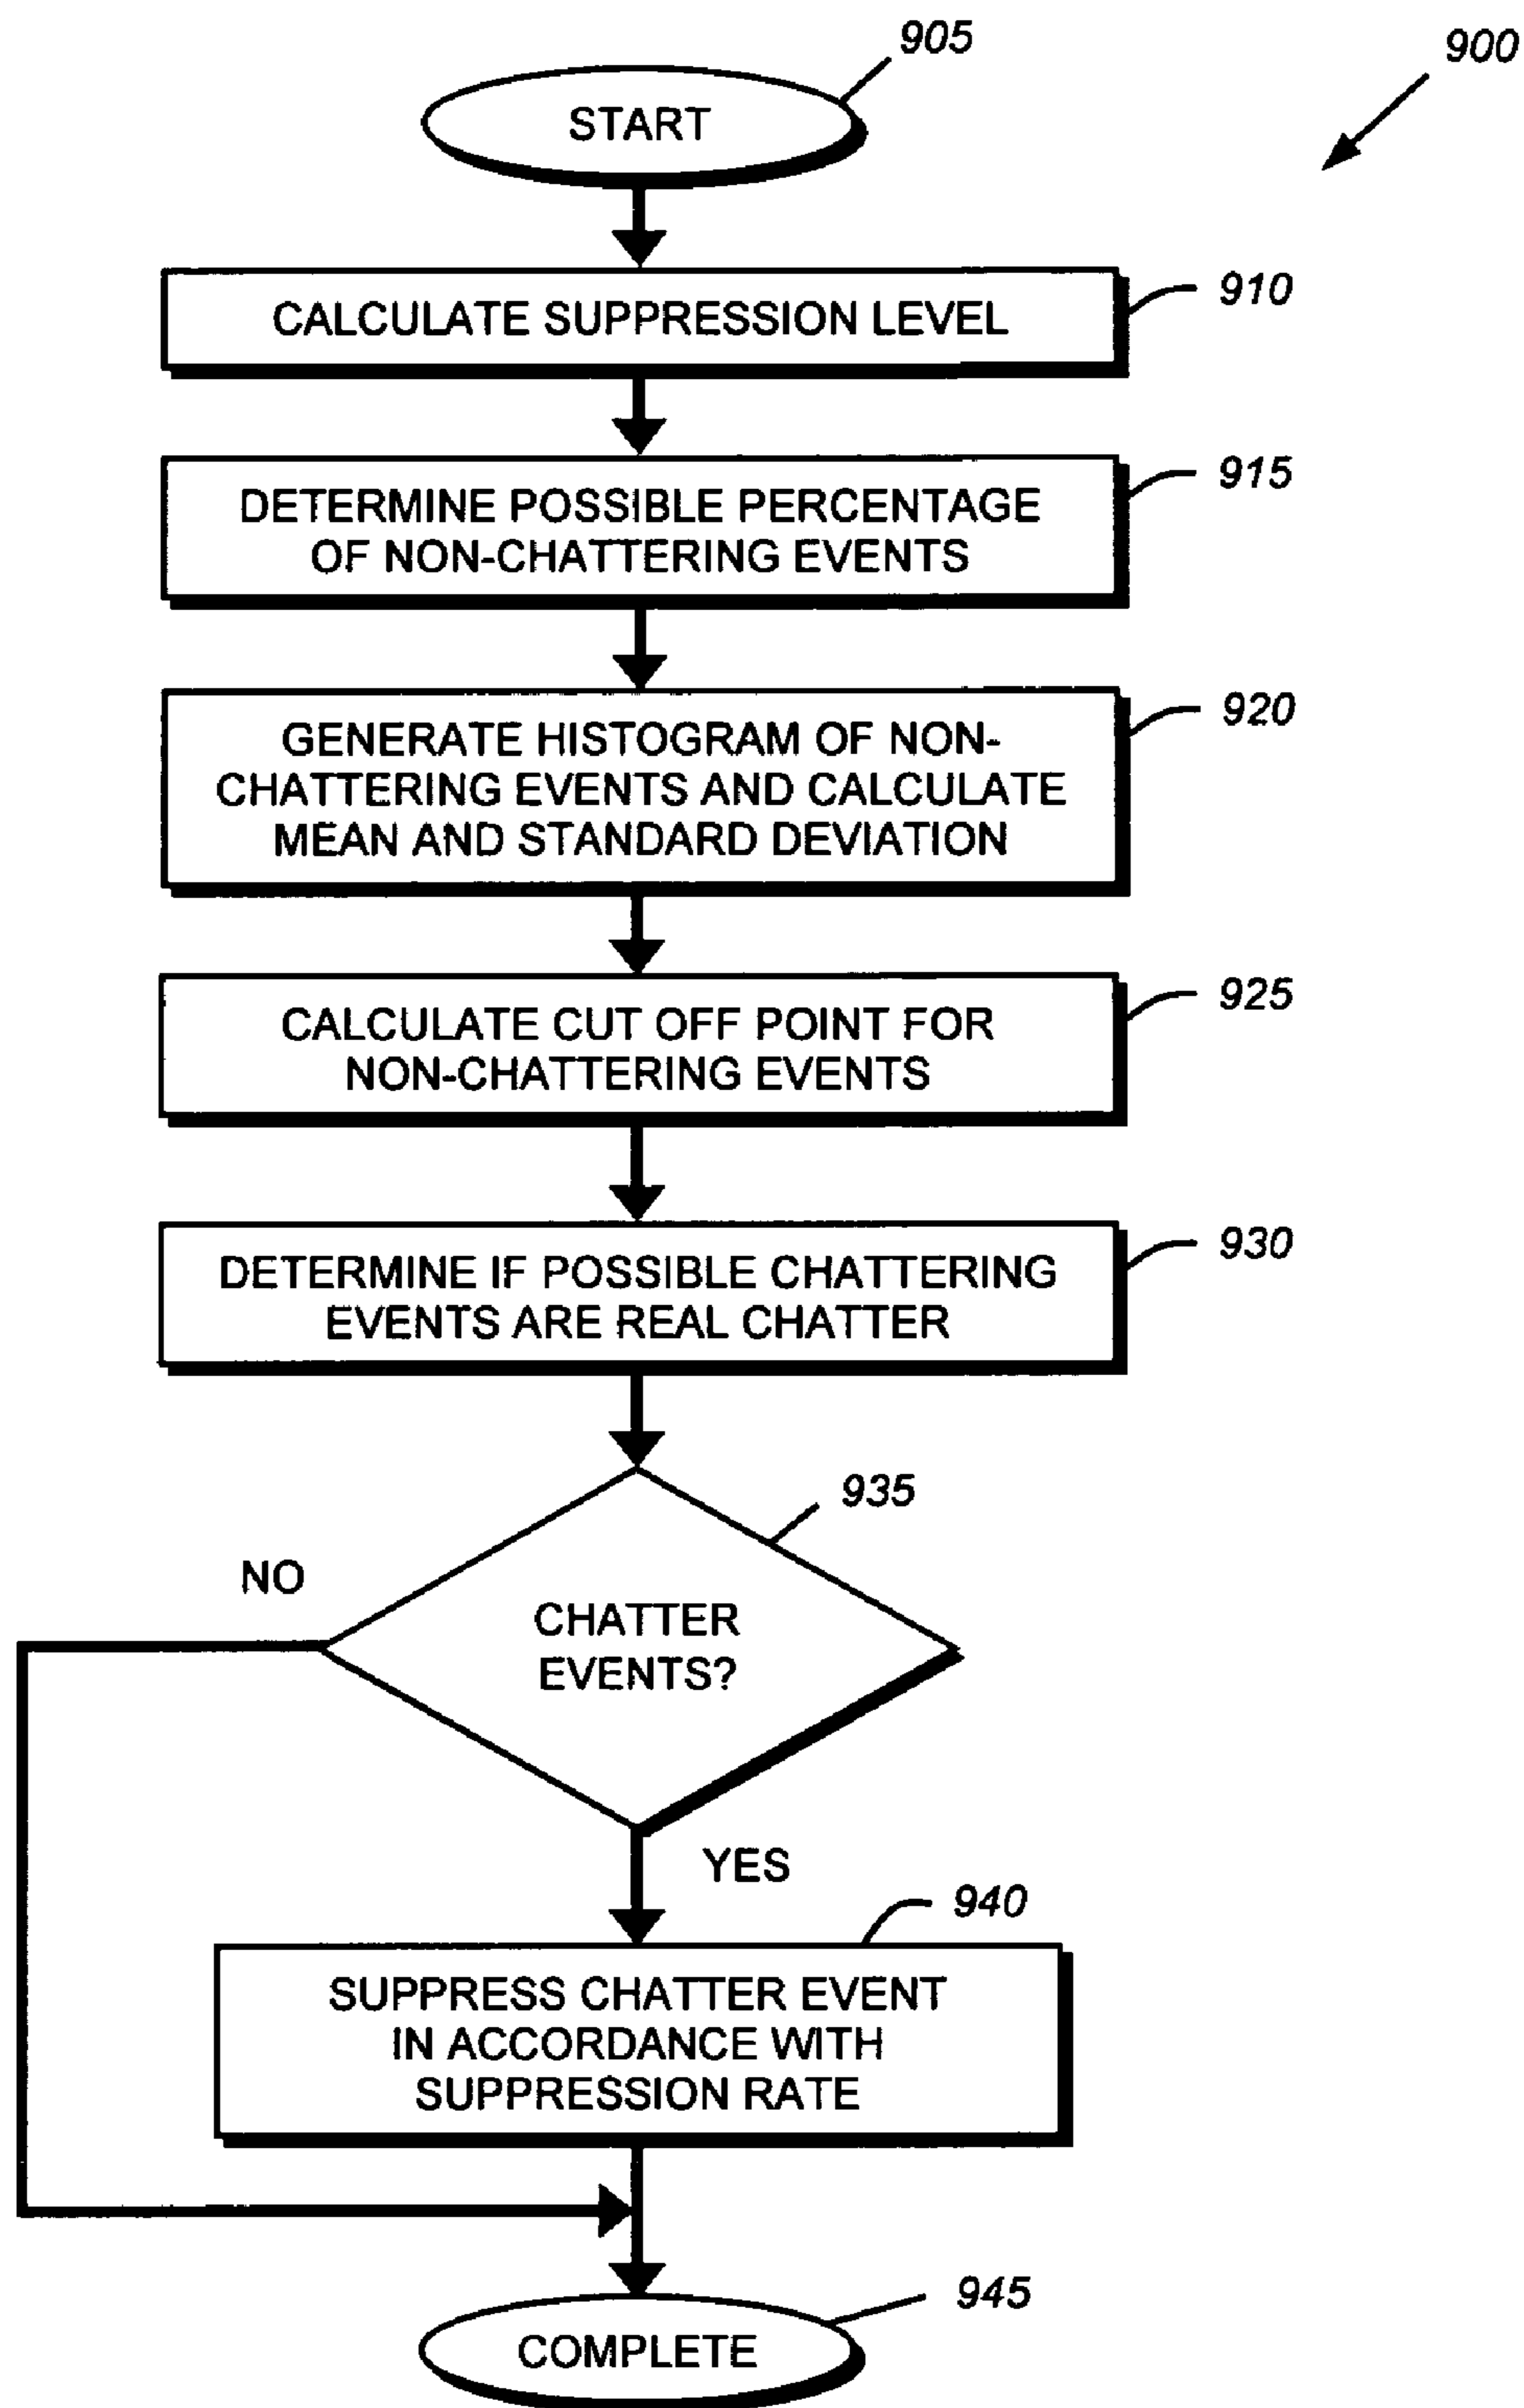 905
900
START
CALCULATE SUPPRESSION LEVEL
910
DETERMINE POSSIBLE PERCENTAGE
OF NON-CHATTERING EVENTS
915
GENERATE HISTOGRAM OF NON-
CHATTERING EVENTS AND CALCULATE
MEAN AND STANDARD DEVIATION
920
CALCULATE CUT OFF POINT FOR
NON-CHATTERING EVENTS
925
DETERMINE IF POSSIBLE CHATTERING
EVENTS ARE REAL CHATTER
930
935
NO
CHATTER
EVENTS?
YES
940
SUPPRESS CHATTER EVENT
IN ACCORDANCE WITH
SUPPRESSION RATE
945
COMPLETE